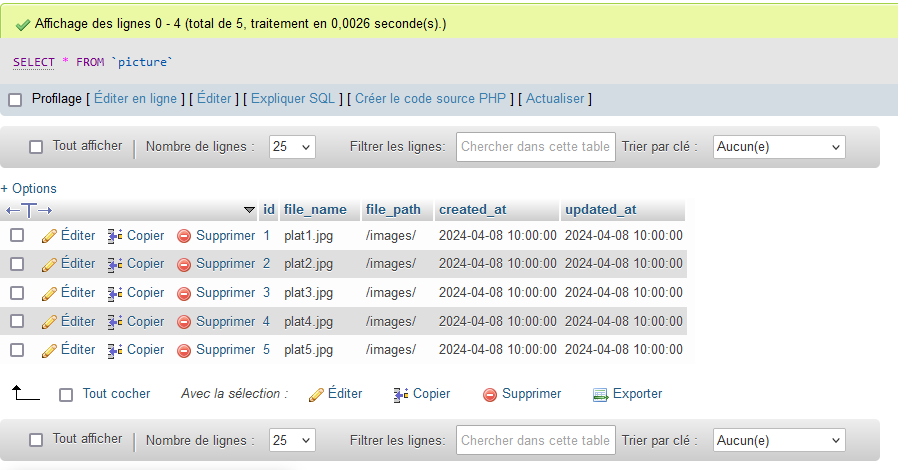 Affichage des lignes 0 - 4 (total de 5, traitement en 0,0026 seconde(s).)
SELECT * FROM `picture`
Profilage [ Éditer en ligne ] [ Éditer ] [ Expliquer SQL ] [ Créer le code source PHP ] [ Actualiser ]
Tout afficher | Nombre de lignes : 25 Filtrer les lignes: Chercher dans cette table Trier par clé : Aucun(e)
+ Options
←T→ id file_name file_path created_at updated_at
Éditer Copier Supprimer 1 plat1.jpg /images/ 2024-04-08 10:00:00 2024-04-08 10:00:00
Éditer Copier Supprimer 2 plat2.jpg /images/ 2024-04-08 10:00:00 2024-04-08 10:00:00
Éditer Copier Supprimer 3 plat3.jpg /images/ 2024-04-08 10:00:00 2024-04-08 10:00:00
Éditer Copier Supprimer 4 plat4.jpg /images/ 2024-04-08 10:00:00 2024-04-08 10:00:00
Éditer Copier Supprimer 5 plat5.jpg /images/ 2024-04-08 10:00:00 2024-04-08 10:00:00
Tout cocher Avec la sélection : Éditer Copier Supprimer Exporter
Tout afficher | Nombre de lignes : 25 Filtrer les lignes: Chercher dans cette table Trier par clé : Aucun(e)